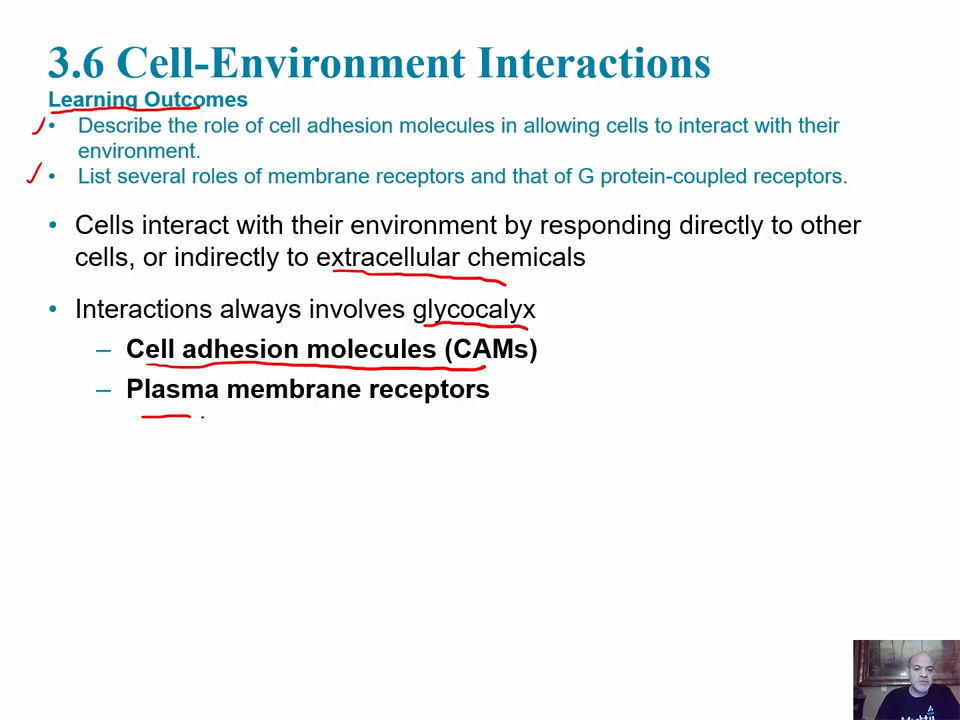 3.6 Cell-Environment Interactions
Learning Outcomes
• Describe the role of cell adhesion molecules in allowing cells to interact with their
environment.
• List several roles of membrane receptors and that of G protein-coupled receptors.
• Cells interact with their environment by responding directly to other
cells, or indirectly to extracellular chemicals
• Interactions always involves glycocalyx
– Cell adhesion molecules (CAMs)
– Plasma membrane receptors